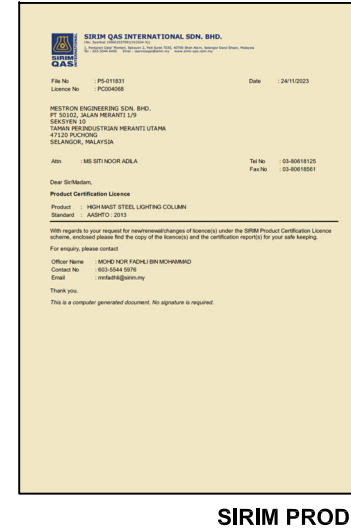 SIRIM QAS INTERNATIONAL SDN. BHD.
SIRIM
QAS
File No : P5-011831 Date : 24/11/2023
Licence No : PC004068
MESTRON ENGINEERING SDN. BHD.
PT 50102, JALAN MERANTI 1/9
SEKSYEN 10
TAMAN PERINDUSTRIAN MERANTI UTAMA
47120 PUCHONG
SELANGOR, MALAYSIA
Attn : MS SITI NOOR ADILA Tel No : 03-80618125
Fax No : 03-80618561
Dear Sir/Madam,
Product Certification Licence
Product : HIGH MAST STEEL LIGHTING COLUMN
Standard : AASHTO : 2013
With regards to your request for new/renewal/changes of licence(s) under the SIRIM Product Certification Licence
scheme, enclosed please find the copy of the licence(s) and the certification report(s) for your safe keeping.
For enquiry, please contact
Officer Name : MOHD NOR FADHLI BIN MOHAMMAD
Contact No : 603-5544 5976
Email : mnfadhli@sirim.my
Thank you.
This is a computer generated document. No signature is required.
SIRIM PROD